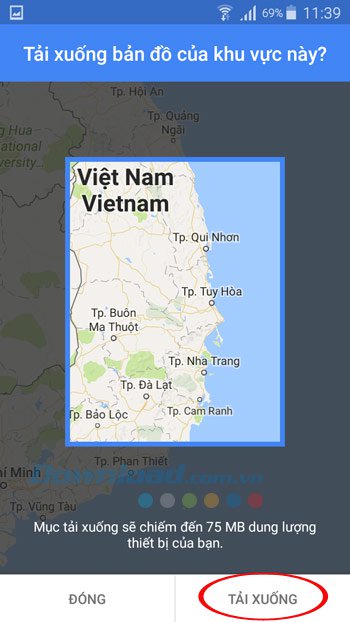 69% 11:39
Tải xuống bản đồ của khu vực này?
Tp. Hội An
Tp. Quảng
Ngãi
ng Hua
ational
versity...
Việt Nam
Vietnam
Tp. Qui Nhơn
Tp. Tuy Hòa
Tp. Buôn
Ma Thuột
Tp. Nha Trang
Tp. Đà Lạt
Tp. Bảo Lộc
Tp. Cam Ranh
Tp. Phan Thiết
hí Minh
Download.com.vn
Tp. Vũng Tàu
Mục tải xuống sẽ chiếm đến 75 MB dung lượng
thiết bị của bạn.
ĐÓNG
TẢI XUỐNG